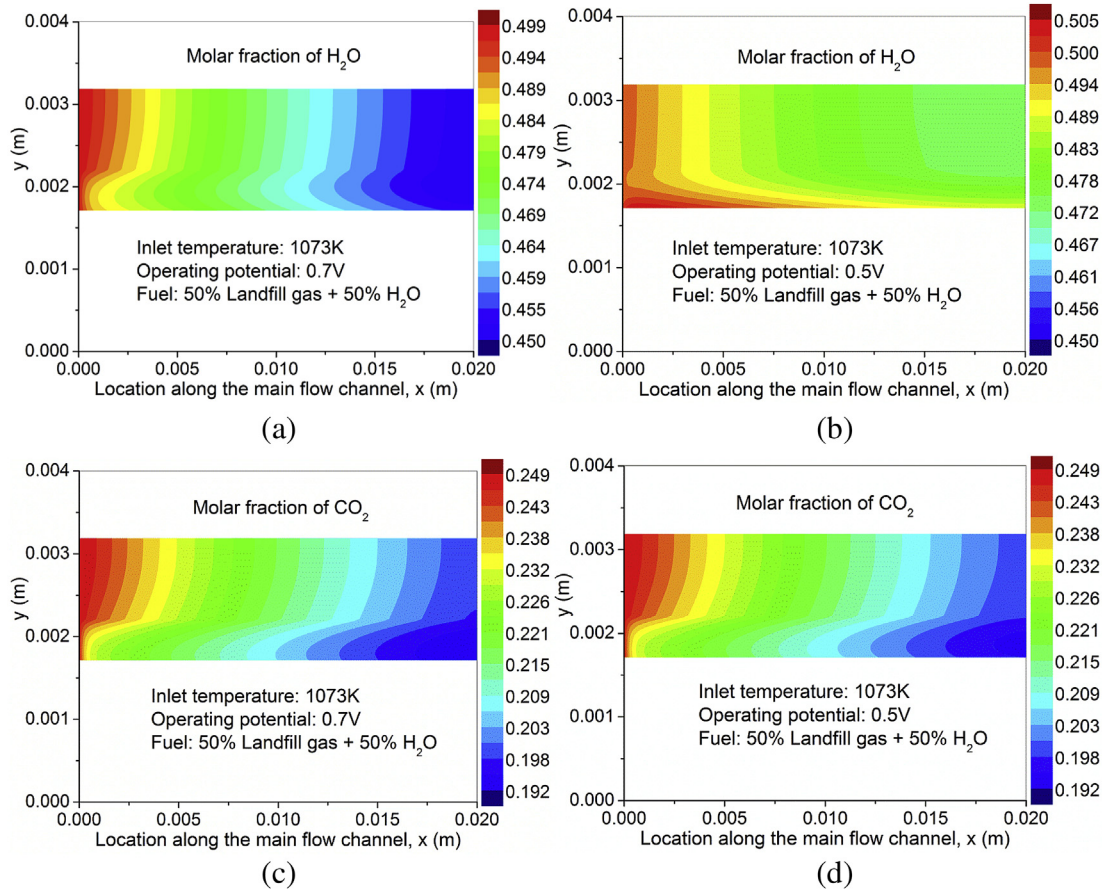 0.004
0.003
0.002
0.001
0.000
y (m)
Molar fraction of H2O
Inlet temperature: 1073K
Operating potential: 0.7V
Fuel: 50% Landfill gas + 50% H2O
0.000 0.005 0.010 0.015 0.020
Location along the main flow channel, x (m)
0.499
0.494
0.489
0.484
0.479
0.474
0.469
0.464
0.459
0.455
0.450
(a)
0.004
0.003
0.002
0.001
0.000
y (m)
Molar fraction of H2O
Inlet temperature: 1073K
Operating potential: 0.5V
Fuel: 50% Landfill gas + 50% H2O
0.000 0.005 0.010 0.015 0.020
Location along the main flow channel, x (m)
0.505
0.500
0.494
0.489
0.483
0.478
0.472
0.467
0.461
0.456
0.450
(b)
0.004
0.003
0.002
0.001
0.000
y (m)
Molar fraction of CO2
Inlet temperature: 1073K
Operating potential: 0.7V
Fuel: 50% Landfill gas + 50% H2O
0.000 0.005 0.010 0.015 0.020
Location along the main flow channel, x (m)
0.249
0.243
0.238
0.232
0.226
0.221
0.215
0.209
0.203
0.198
0.192
(c)
0.004
0.003
0.002
0.001
0.000
y (m)
Molar fraction of CO2
Inlet temperature: 1073K
Operating potential: 0.5V
Fuel: 50% Landfill gas + 50% H2O
0.000 0.005 0.010 0.015 0.020
Location along the main flow channel, x (m)
0.249
0.243
0.238
0.232
0.226
0.221
0.215
0.209
0.203
0.198
0.192
(d)